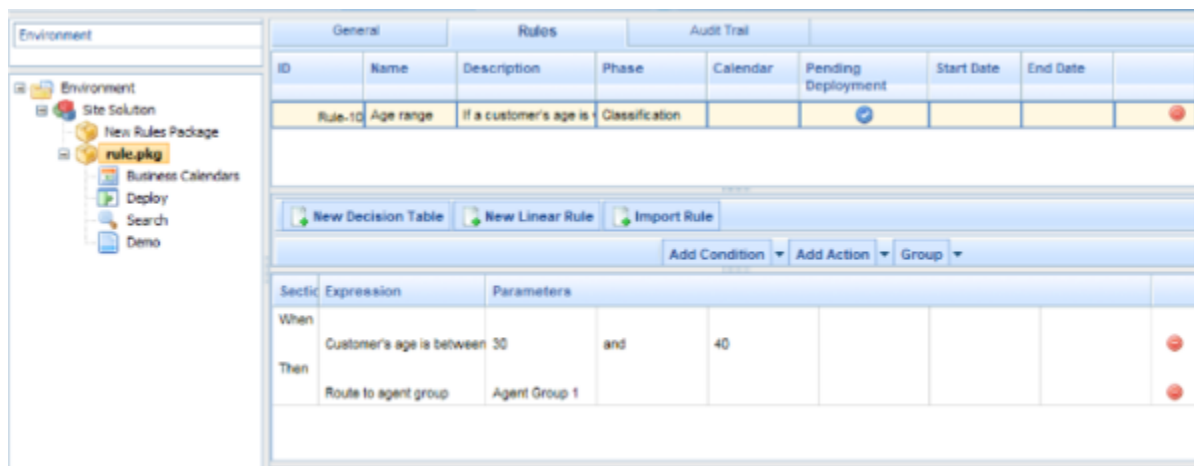 Environment
Environment
Site Solution
New Rules Package
rule.pkg
Business Calendars
Deploy
Search
Demo
General Rules Audit Trail
ID Name Description Phase Calendar Pending Deployment Start Date End Date
Rule-10 Age range If a customer's age is Classification
New Decision Table New Linear Rule Import Rule
Add Condition Add Action Group
Sectic Expression Parameters
When
Customer's age is between 30 and 40
Then
Route to agent group Agent Group 1